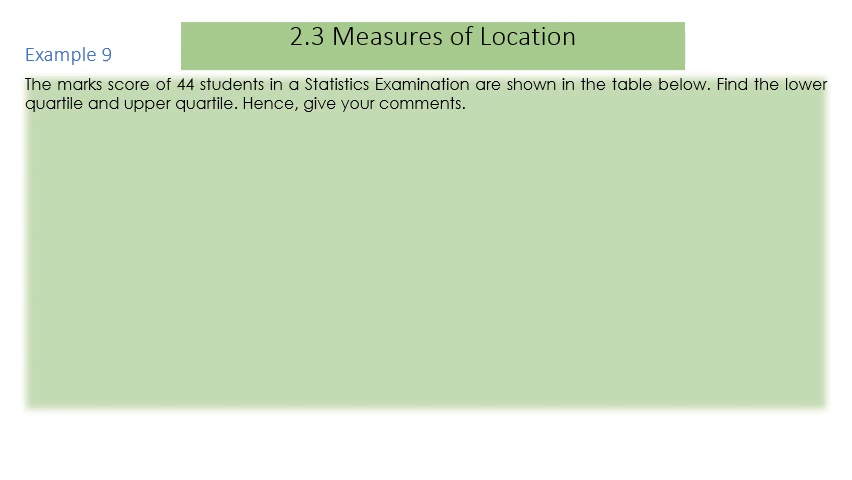 2.3 Measures of Location
Example 9
The marks score of 44 students in a Statistics Examination are shown in the table below. Find the lower
quartile and upper quartile. Hence, give your comments.